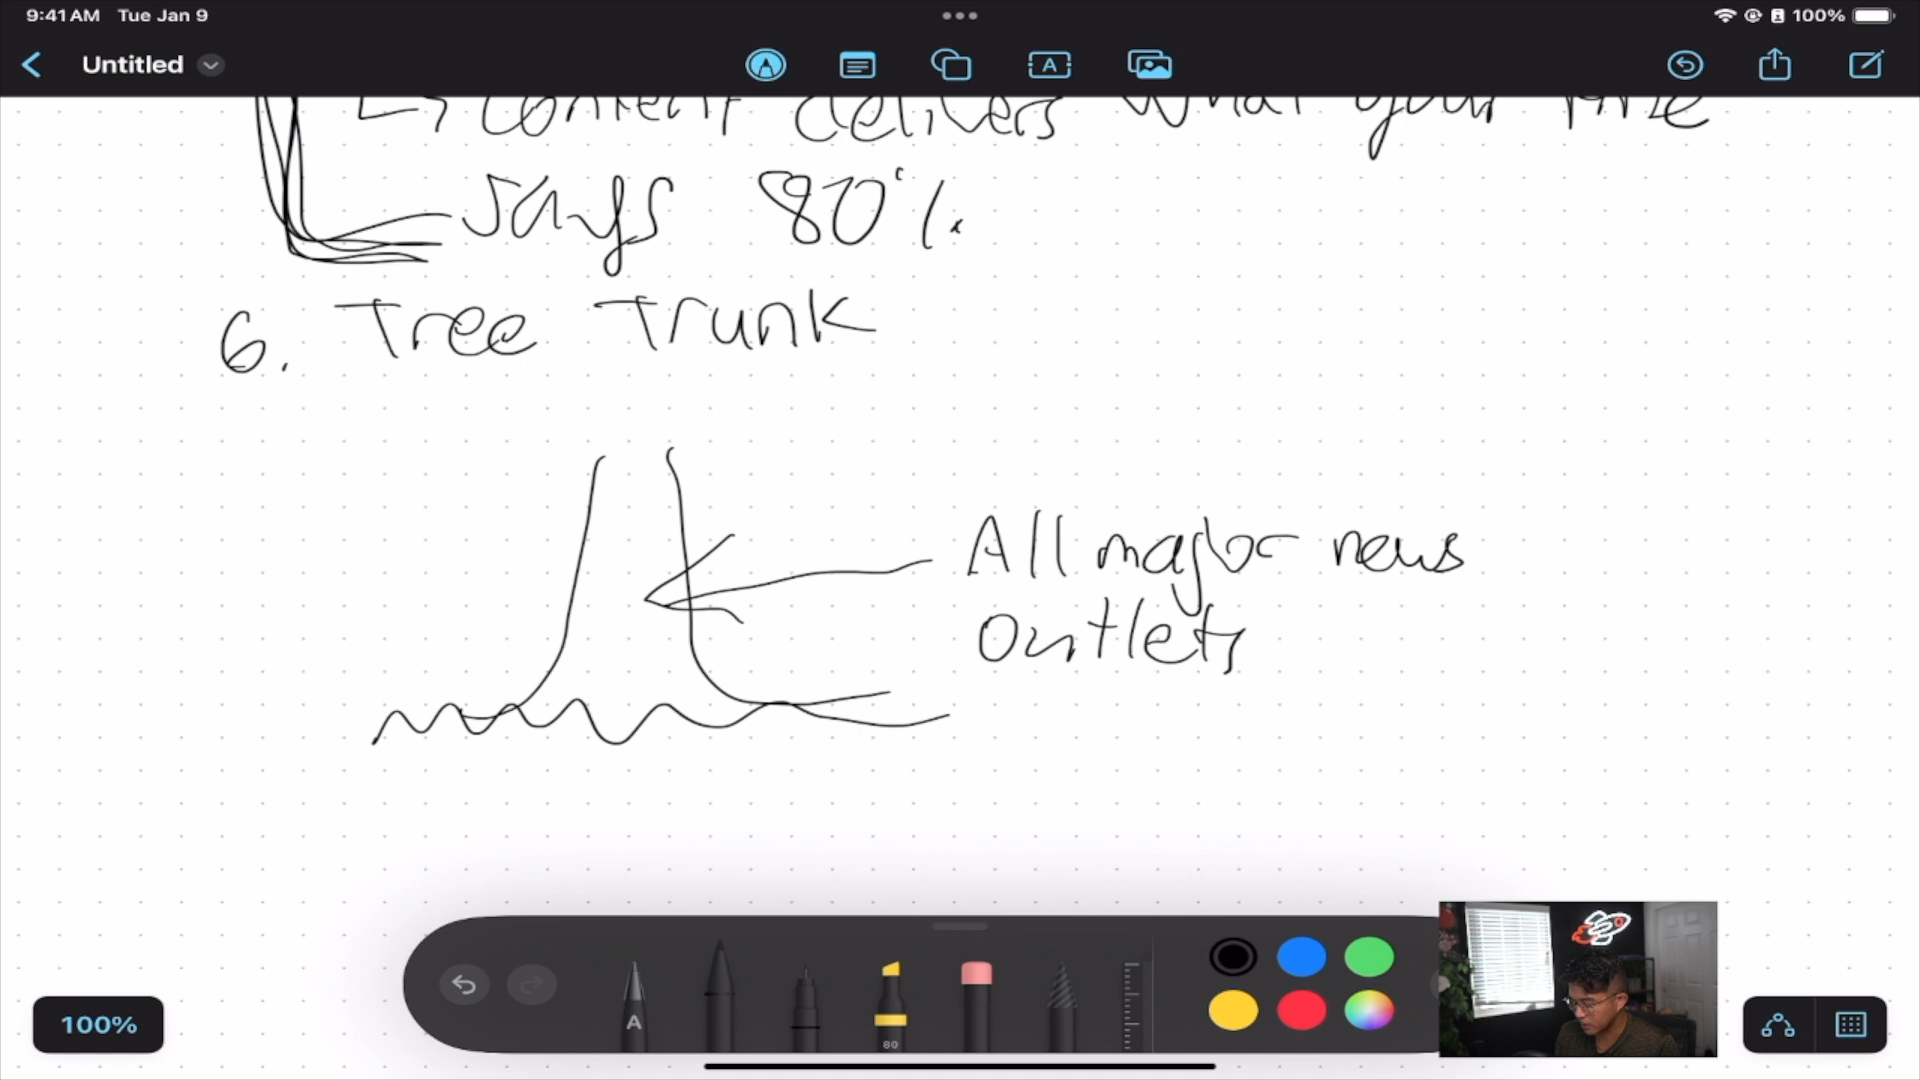 9:41 AM Tue Jan 9
100%
Untitled
A
↳ content delivers what your title
says 80%.
6. Tree Trunk
All major news
outlets
A
80
100%